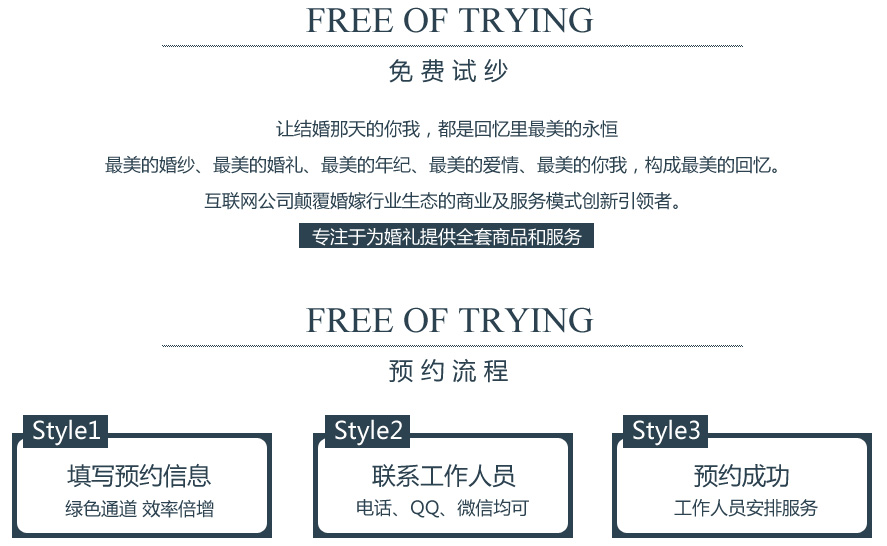 FREE OF TRYING
免费试纱
让结婚那天的你我，都是回忆里最美的永恒
最美的婚纱、最美的婚礼、最美的年纪、最美的爱情、最美的你我，构成最美的回忆。
互联网公司颠覆婚嫁行业生态的商业及服务模式创新引领者。
专注于为婚礼提供全套商品和服务
FREE OF TRYING
预约流程
Style1
填写预约信息
绿色通道 效率倍增
Style2
联系工作人员
电话、QQ、微信均可
Style3
预约成功
工作人员安排服务